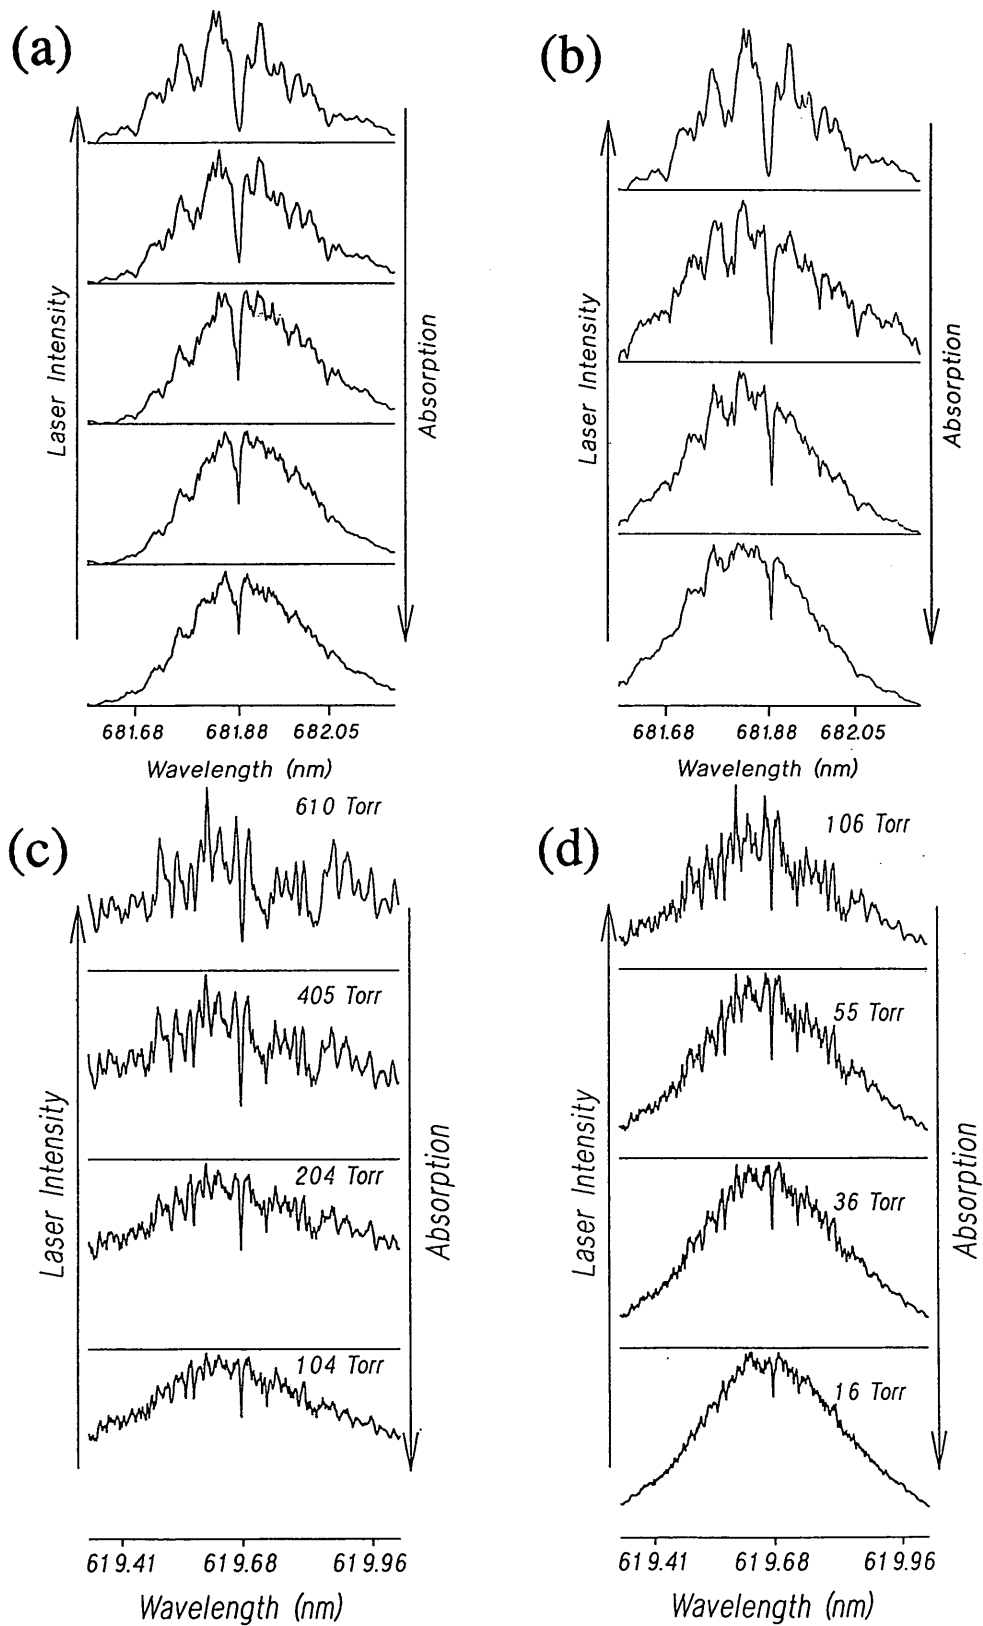 (a)
Laser Intensity
Absorption
681.68 681.88 682.05
Wavelength (nm)
(b)
Laser Intensity
Absorption
681.68 681.88 682.05
Wavelength (nm)
(c)
610 Torr
405 Torr
204 Torr
104 Torr
Laser Intensity
Absorption
619.41 619.68 619.96
Wavelength (nm)
(d)
106 Torr
55 Torr
36 Torr
16 Torr
Laser Intensity
Absorption
619.41 619.68 619.96
Wavelength (nm)